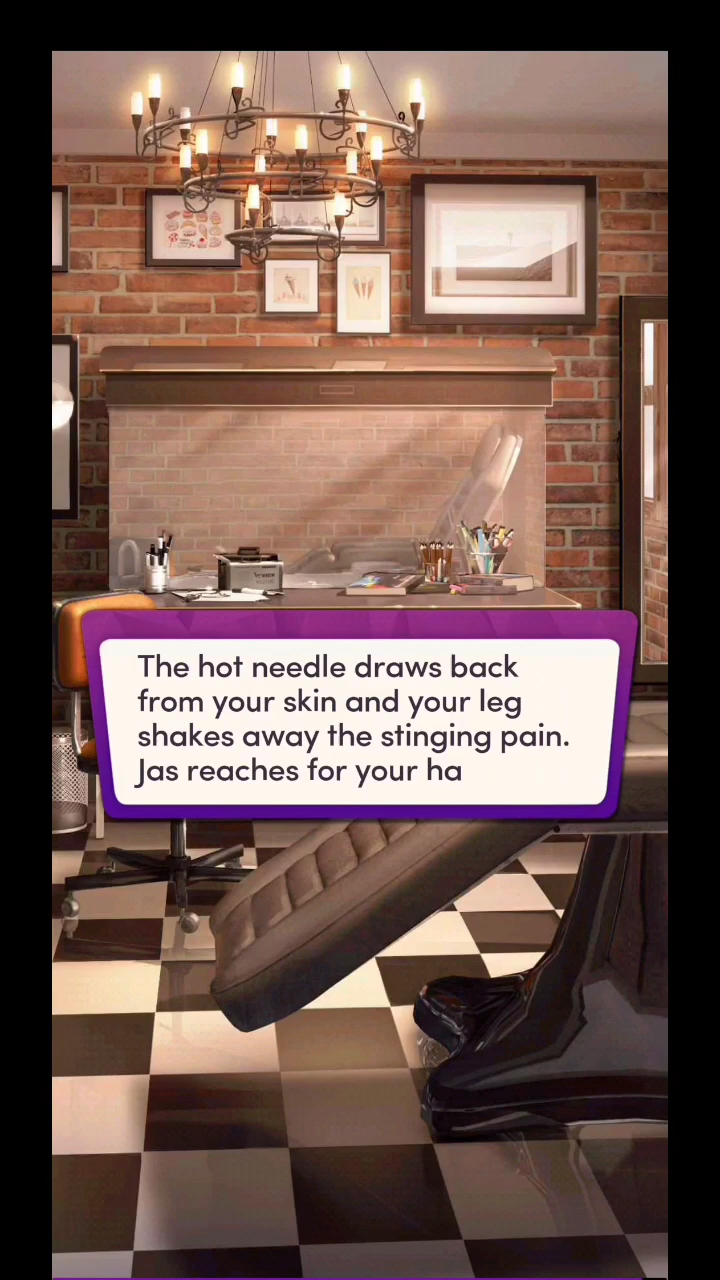 The hot needle draws back
from your skin and your leg
shakes away the stinging pain.
Jas reaches for your ha